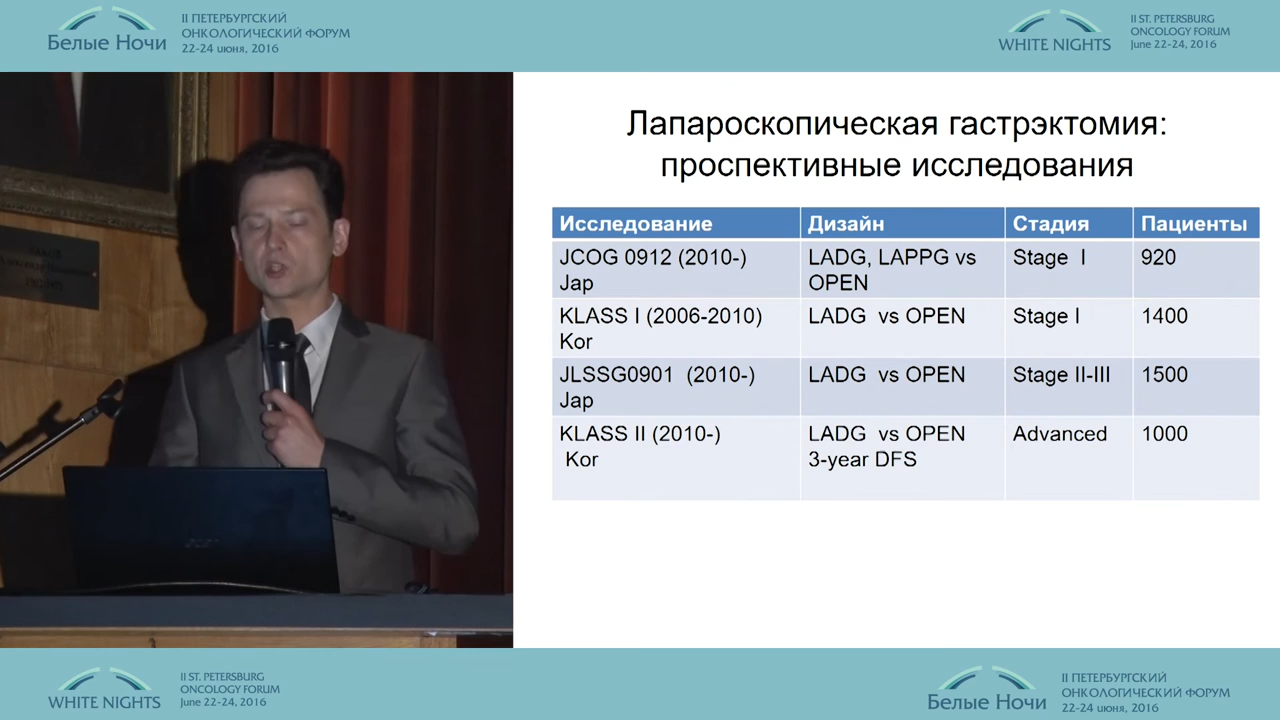 Белые Ночи
II ПЕТЕРБУРГСКИЙ
ОНКОЛОГИЧЕСКИЙ ФОРУМ
22-24 июня, 2016
WHITE NIGHTS
II ST. PETERSBURG
ONCOLOGY FORUM
June 22-24, 2016
Лапароскопическая гастрэктомия:
проспективные исследования
Исследование Дизайн Стадия Пациенты
JCOG 0912 (2010-) LADG, LAPPG vs Stage I 920
Jap OPEN
KLASS I (2006-2010) LADG vs OPEN Stage I 1400
Kor
JLSSG0901 (2010-) LADG vs OPEN Stage II-III 1500
Jap
KLASS II (2010-) LADG vs OPEN Advanced 1000
Kor 3-year DFS
WHITE NIGHTS
II ST. PETERSBURG
ONCOLOGY FORUM
June 22-24, 2016
Белые Ночи
II ПЕТЕРБУРГСКИЙ
ОНКОЛОГИЧЕСКИЙ ФОРУМ
22-24 июня, 2016